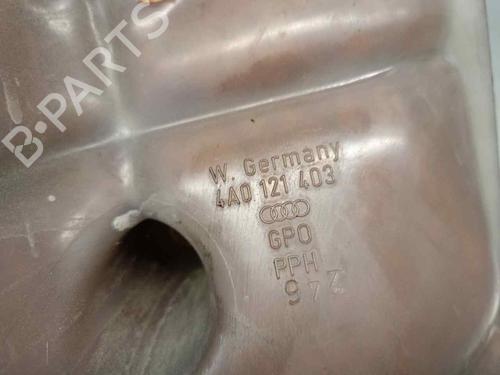 B-PARTS
W. Germany
4A0 121 403
GPO
PPH